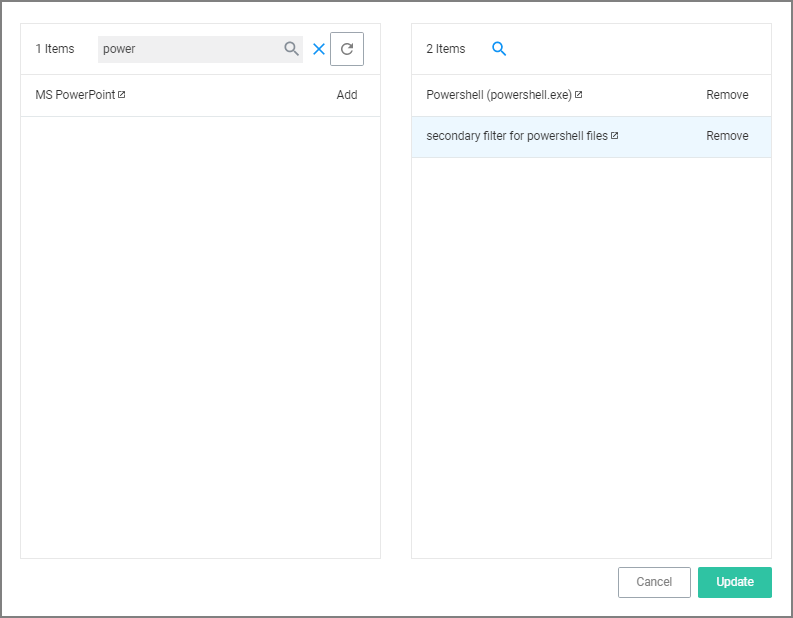 1 Items
power
MS PowerPoint
Add
2 Items
Powershell (powershell.exe)
Remove
secondary filter for powershell files
Remove
Cancel
Update